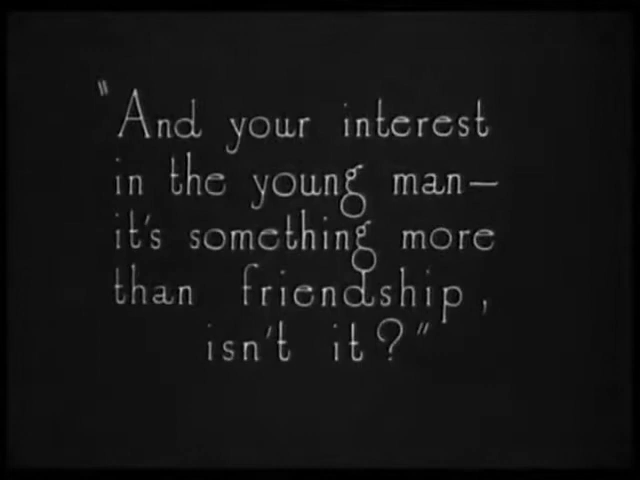 "And your interest
in the young man—
it's something more
than friendship,
isn't it?"